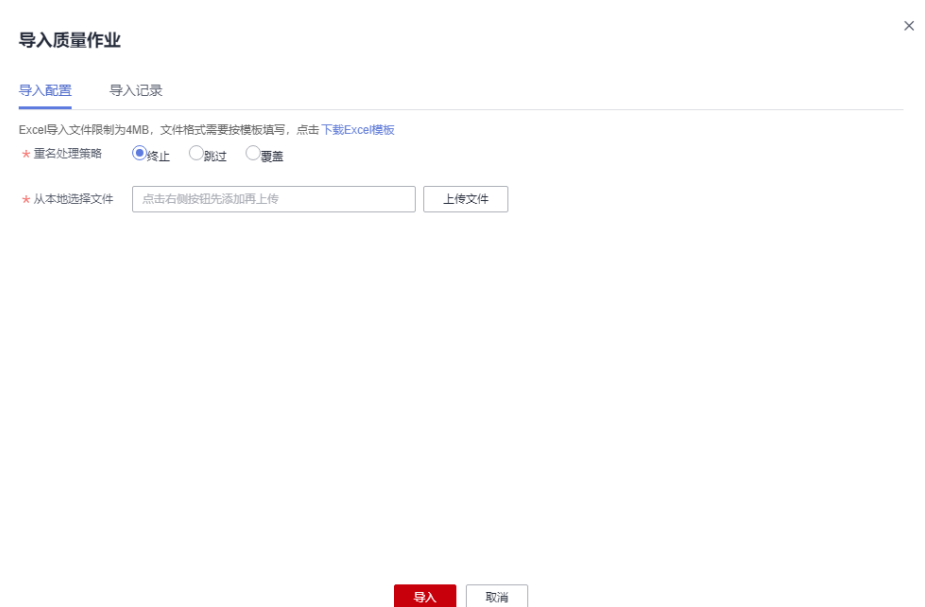 导入质量作业
导入配置 导入记录
Excel导入文件限制为4MB，文件格式需要按模板填写，点击 下载Excel模板
* 重名处理策略 终止 跳过 覆盖
* 从本地选择文件 点击右侧按钮先添加再上传 上传文件
导入 取消